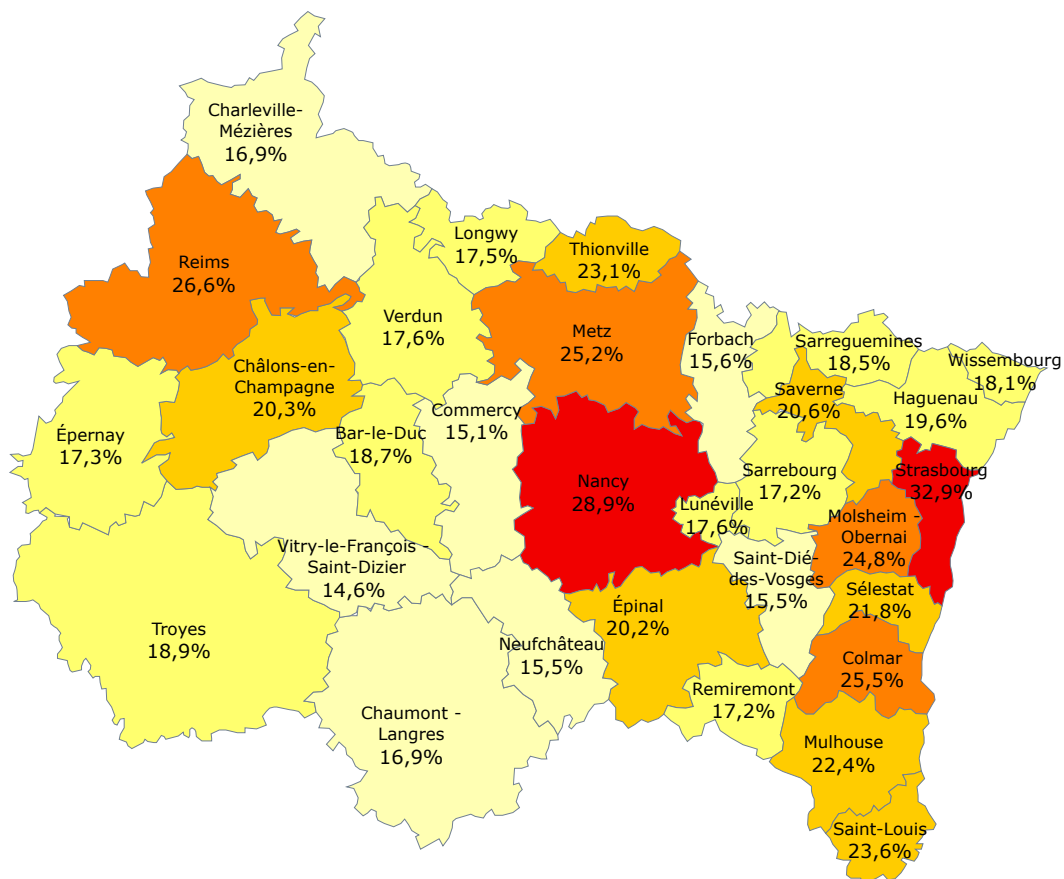 Charleville-
Mézières
16,9%
Reims
26,6%
Longwy
17,5%
Thionville
23,1%
Verdun
17,6%
Metz
25,2%
Forbach
15,6%
Sarreguemines
18,5%
Wissembourg
18,1%
Haguenau
19,6%
Saverne
20,6%
Châlons-en-
Champagne
20,3%
Commercy
15,1%
Bar-le-Duc
18,7%
Épernay
17,3%
Nancy
28,9%
Sarrebourg
17,2%
Strasbourg
32,9%
Lunéville
17,6%
Molsheim -
Obernai
24,8%
Vitry-le-François -
Saint-Dizier
14,6%
Saint-Dié-
des-Vosges
15,5%
Sélestat
21,8%
Épinal
20,2%
Troyes
18,9%
Neufchâteau
15,5%
Colmar
25,5%
Remiremont
17,2%
Chaumont -
Langres
16,9%
Mulhouse
22,4%
Saint-Louis
23,6%